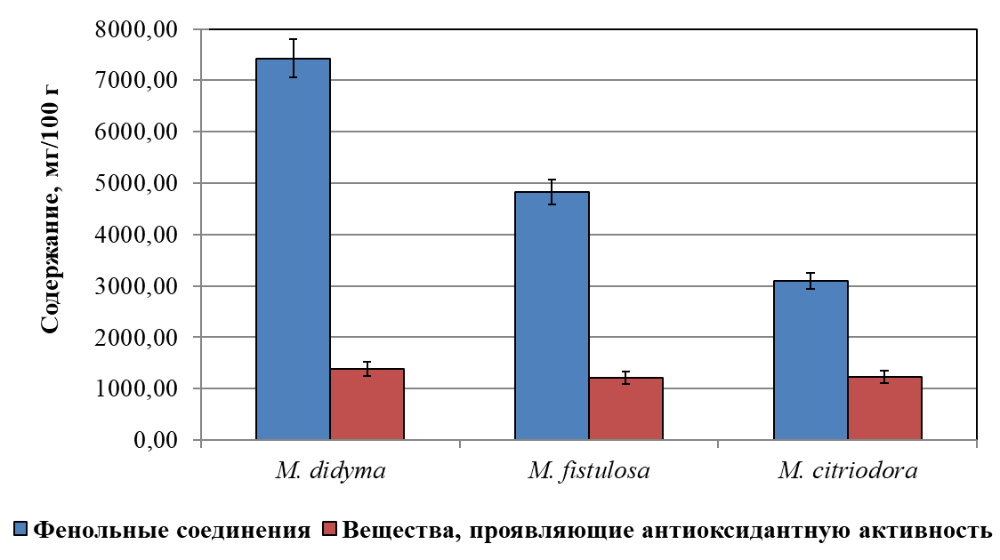 Содержание, мг/100 г
8000,00
7000,00
6000,00
5000,00
4000,00
3000,00
2000,00
1000,00
0,00
M. didyma
M. fistulosa
M. citriodora
Фенольные соединения
Вещества, проявляющие антиоксидантную активность